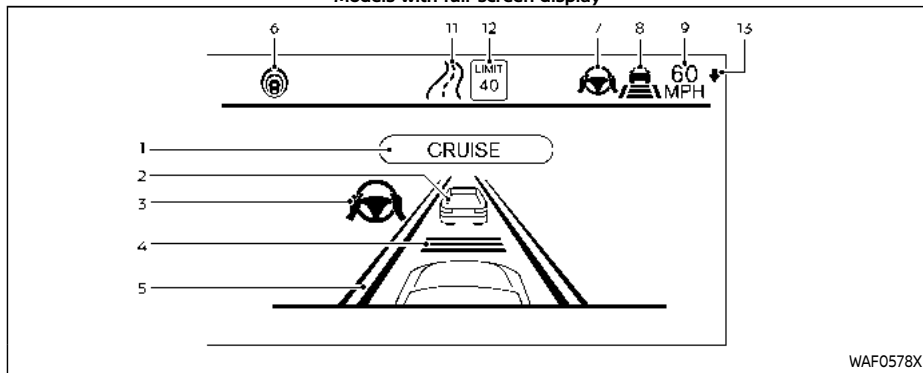 Models with full screen display
6 11 12 7 8 9 13
LIMIT
40
60
MPH
1 CRUISE
2
3
4
5
WAF0578X